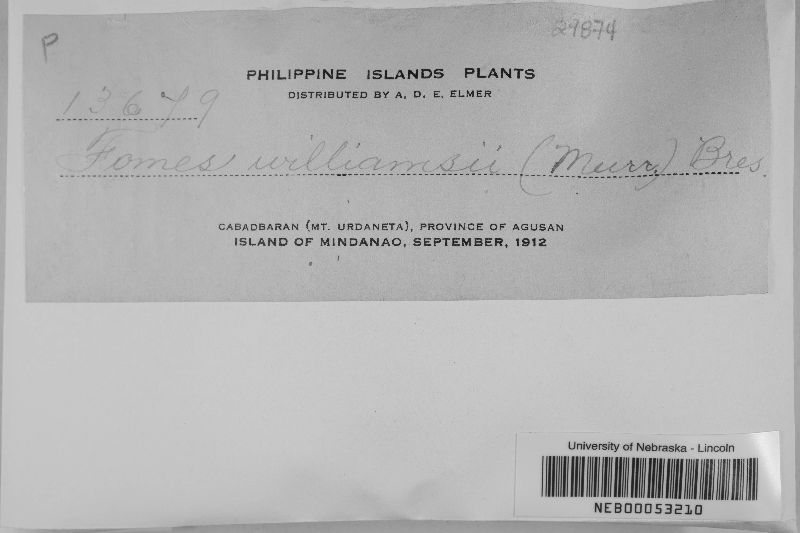 P
29874
PHILIPPINE ISLANDS PLANTS
DISTRIBUTED BY A. D. E. ELMER
13679
Fomes williamsii (Murr.) Bres.
CABADBARAN (MT. URDANETA), PROVINCE OF AGUSAN
ISLAND OF MINDANAO, SEPTEMBER, 1912
University of Nebraska - Lincoln
NEB00053210